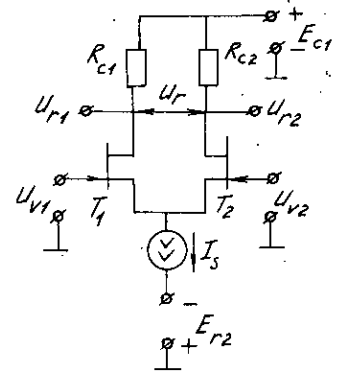 +
E_c1
−
R_c1
R_c2
U_r1
U_r
U_r2
U_v1
T_1
T_2
U_v2
I_s
−
+ E_r2